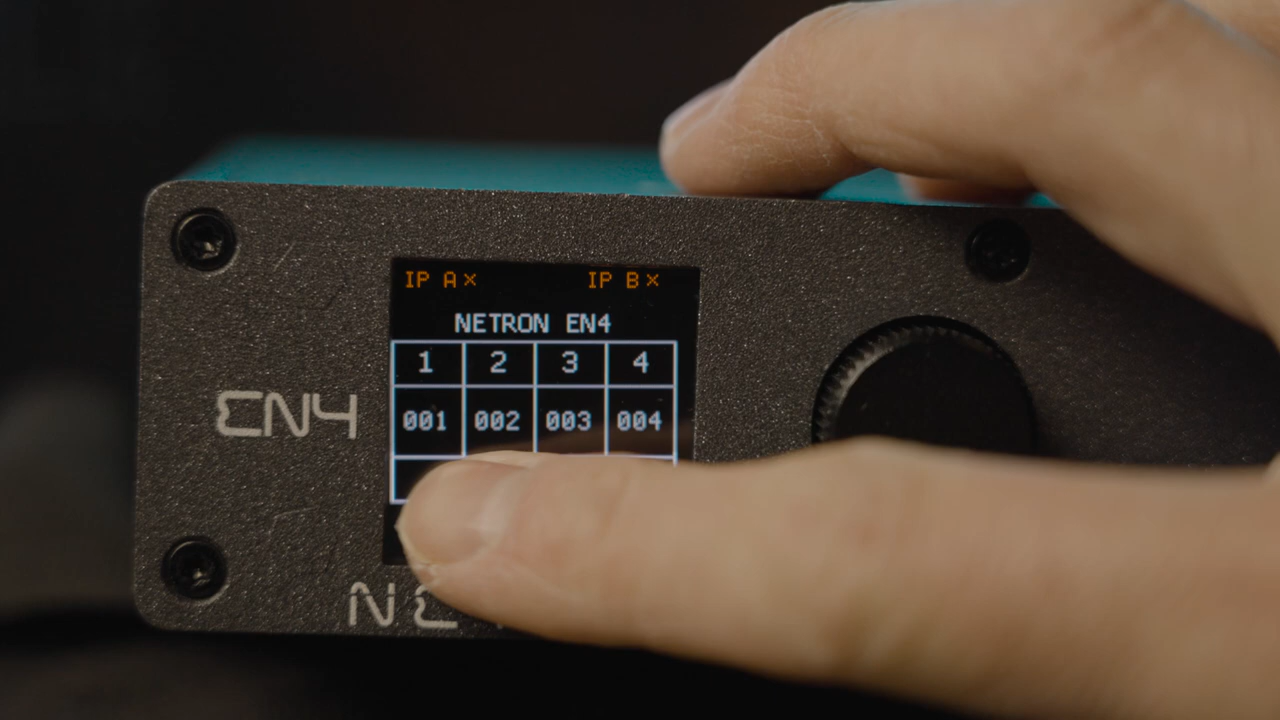 IP A× IP B×
NETRON EN4
1 2 3 4
001 002 003 004
EN4